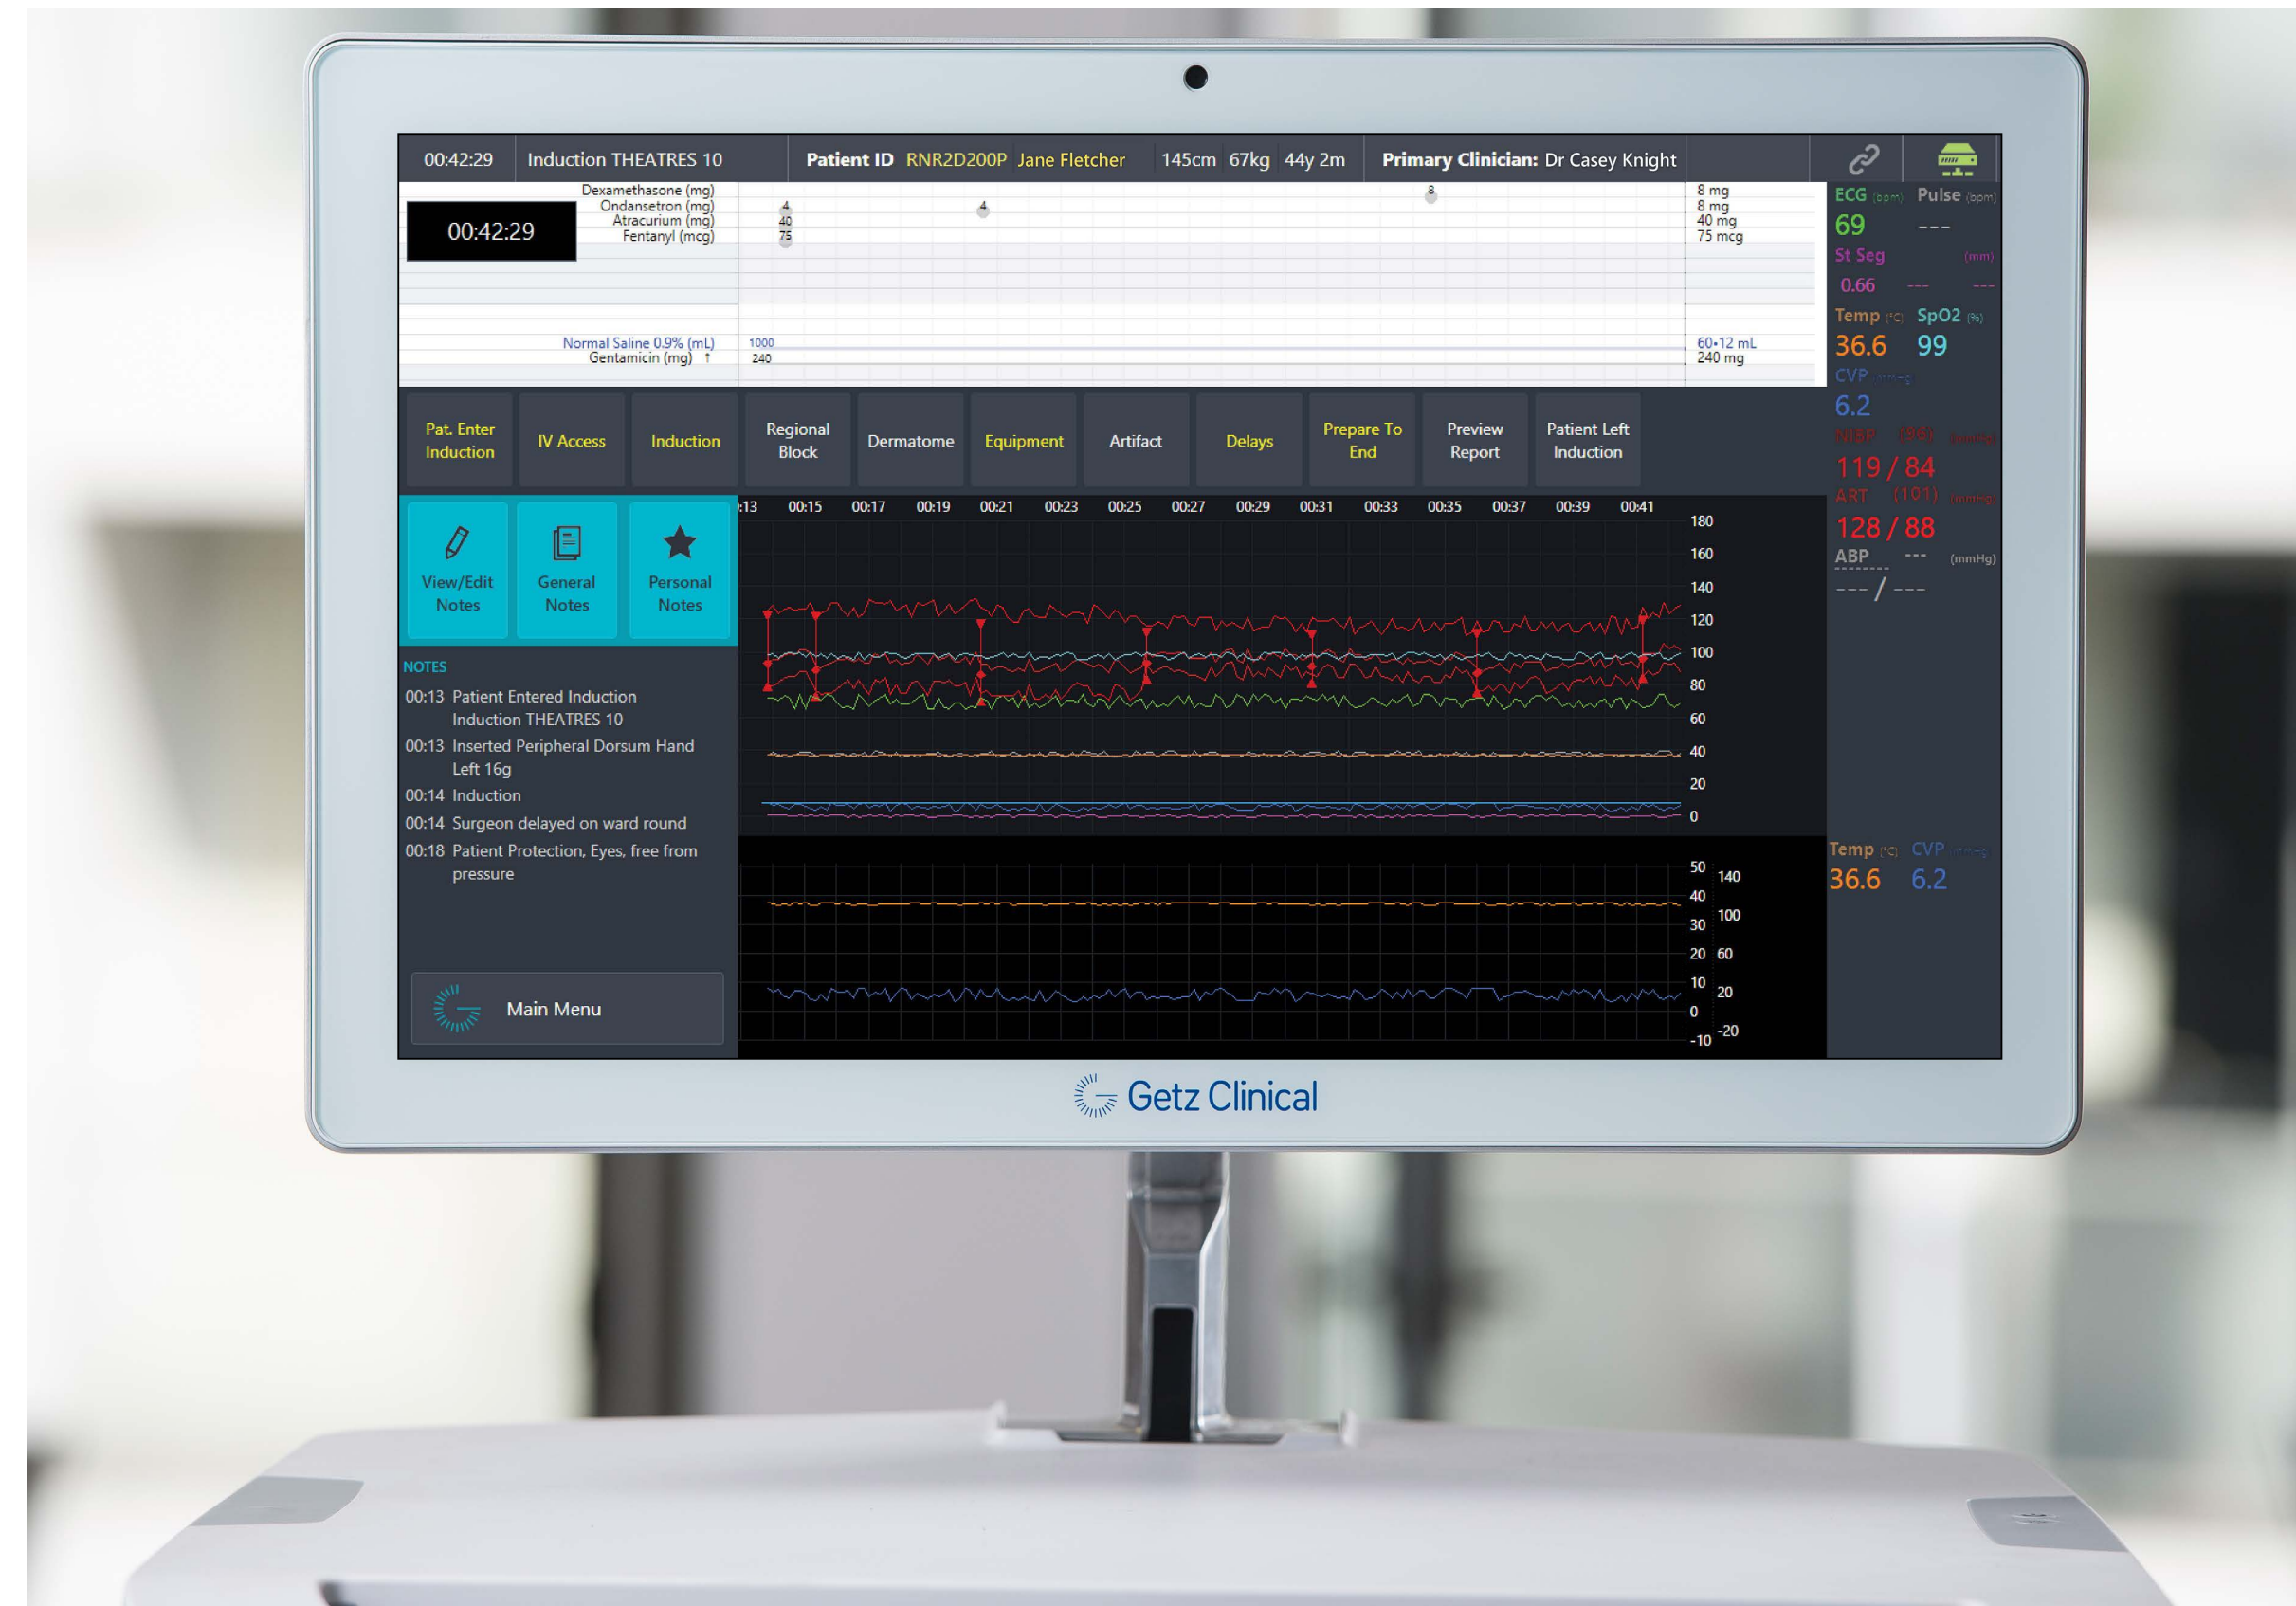 00:42:29 Induction THEATRES 10 Patient ID RNR2D200P Jane Fletcher 145cm 67kg 44y 2m Primary Clinician: Dr Casey Knight
00:42:29
Dexamethasone (mg) 8 8 mg
Ondansetron (mg) 4 4 8 mg
Atracurium (mg) 40 40 mg
Fentanyl (mcg) 75 75 mcg
Normal Saline 0.9% (mL) 1000 60•12 mL
Gentamicin (mg) ↑ 240 240 mg
Pat. Enter
Induction
IV Access
Induction
Regional
Block
Dermatome
Equipment
Artifact
Delays
Prepare To
End
Preview
Report
Patient Left
Induction
View/Edit
Notes
General
Notes
Personal
Notes
NOTES
00:13 Patient Entered Induction
Induction THEATRES 10
00:13 Inserted Peripheral Dorsum Hand
Left 16g
00:14 Induction
00:14 Surgeon delayed on ward round
00:18 Patient Protection, Eyes, free from
pressure
Main Menu
:13 00:15 00:17 00:19 00:21 00:23 00:25 00:27 00:29 00:31 00:33 00:35 00:37 00:39 00:41
180
160
140
120
100
80
60
40
20
0
50
140
40
100
30
20 60
10
20
0
-20
-10
ECG (bpm) Pulse (bpm)
69 ---
St Seg (mm)
0.66 --- ---
Temp (°C) SpO2 (%)
36.6 99
CVP
6.2
NIBP (96) (mmHg)
119 / 84
ART (101) (mmHg)
128 / 88
ABP --- (mmHg)
--- / ---
Temp (°C) CVP
36.6 6.2
Getz Clinical